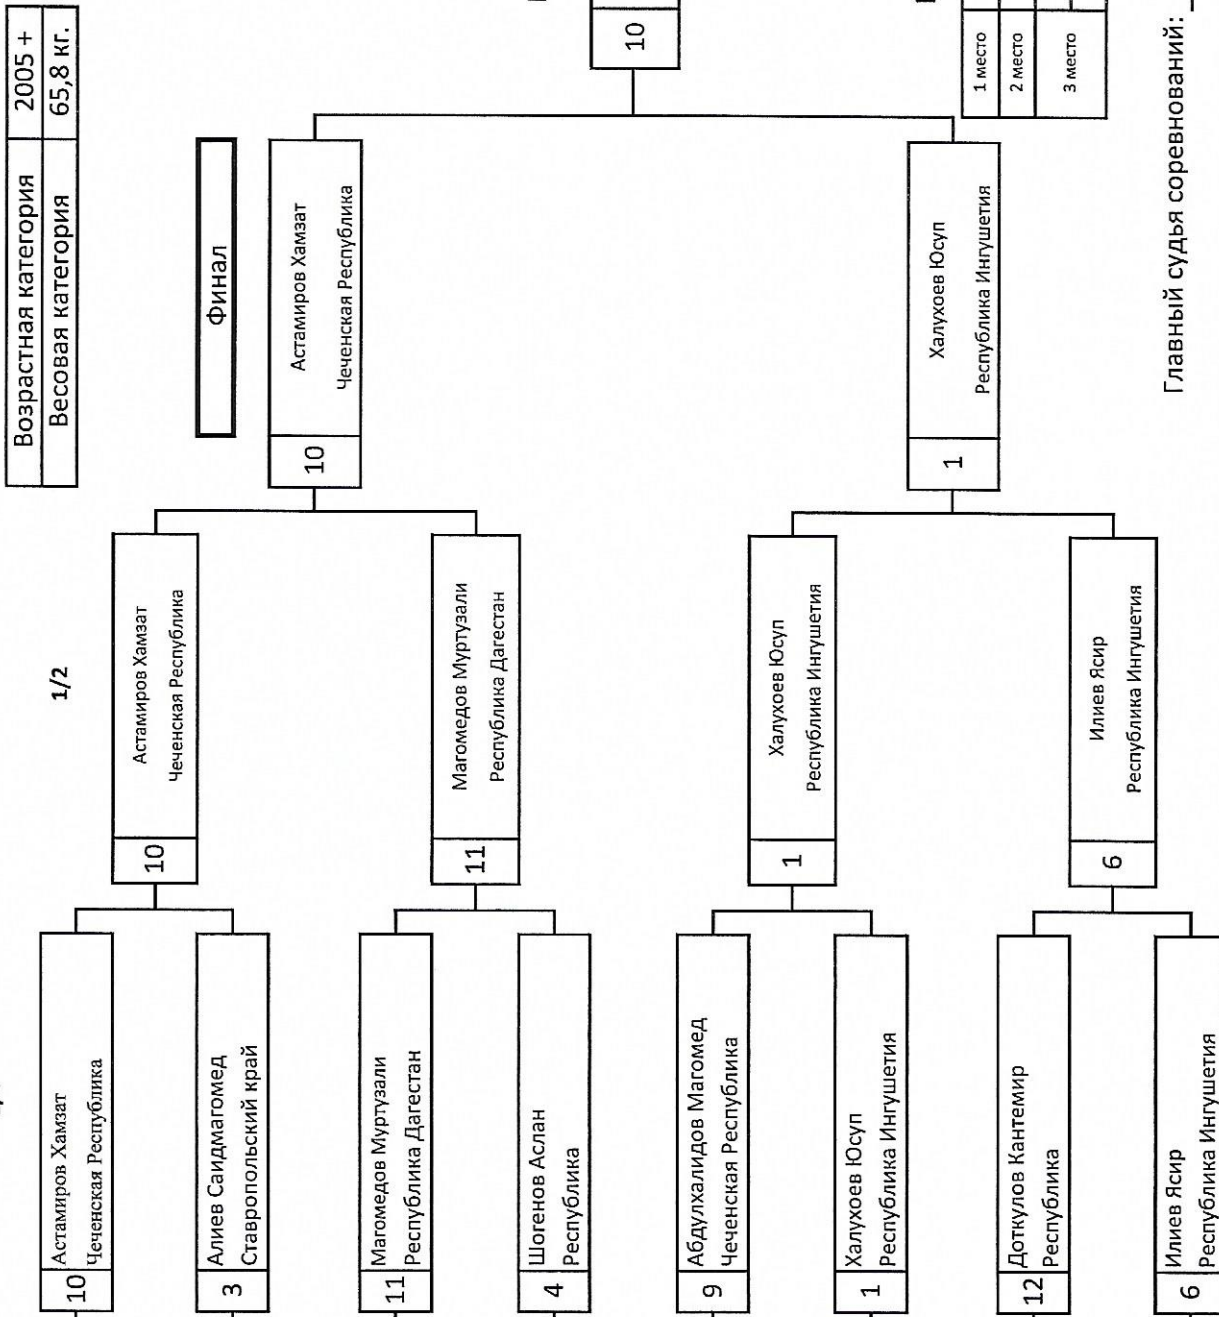 Возрастная категория 2005 +
Весовая категория 65,8 кг.
1/2
Финал
10 Астамиров Хамзат
Чеченская Республика
3 Алиев Саидмагомед
Ставропольский край
11 Магомедов Муртузали
Республика Дагестан
4 Шогенов Аслан
Республика
9 Абдулхалидов Магомед
Чеченская Республика
1 Халухоев Юсуп
Республика Ингушетия
12 Доткулов Кантемир
Республика
6 Илиев Ясир
Республика Ингушетия
10 Астамиров Хамзат
Чеченская Республика
11 Магомедов Муртузали
Республика Дагестан
1 Халухоев Юсуп
Республика Ингушетия
6 Илиев Ясир
Республика Ингушетия
10 Астамиров Хамзат
Чеченская Республика
1 Халухоев Юсуп
Республика Ингушетия
10
1 место
2 место
3 место
Главный судья соревнований: